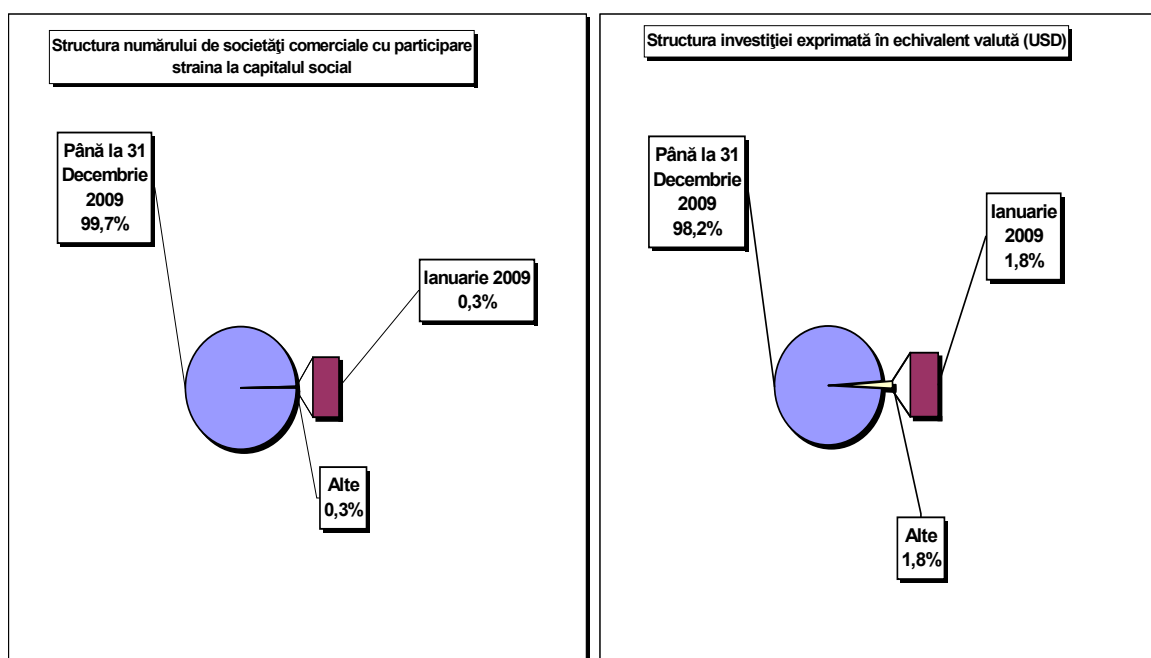 Structura numărului de societăţi comerciale cu participare
straina la capitalul social
Până la 31
Decembrie
2009
99,7%
Ianuarie 2009
0,3%
Alte
0,3%
Structura investiţiei exprimată în echivalent valută (USD)
Până la 31
Decembrie
2009
98,2%
Ianuarie
2009
1,8%
Alte
1,8%